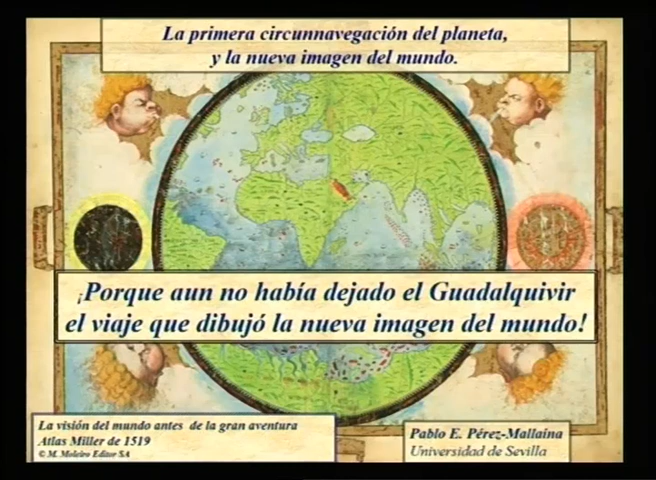 La primera circunnavegación del planeta,
y la nueva imagen del mundo.
¡Porque aun no había dejado el Guadalquivir
el viaje que dibujó la nueva imagen del mundo!
La visión del mundo antes de la gran aventura
Atlas Miller de 1519
© M. Moleiro Editor SA
Pablo E. Pérez-Mallaína
Universidad de Sevilla